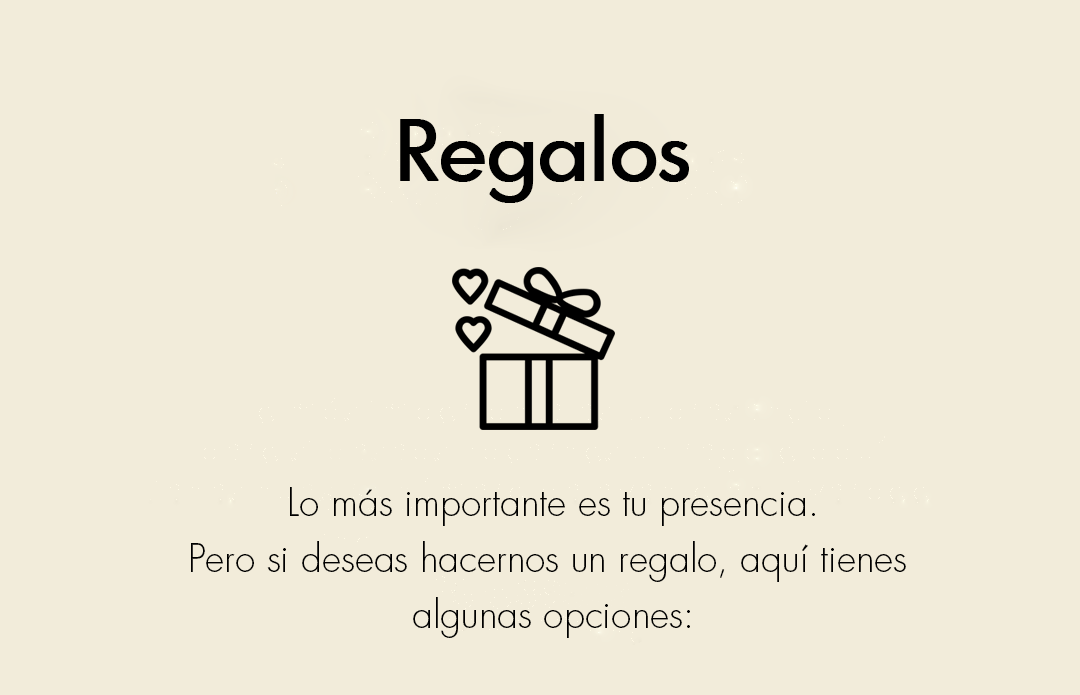 Regalos
Lo más importante es tu presencia.
Pero si deseas hacernos un regalo, aquí tienes
algunas opciones: